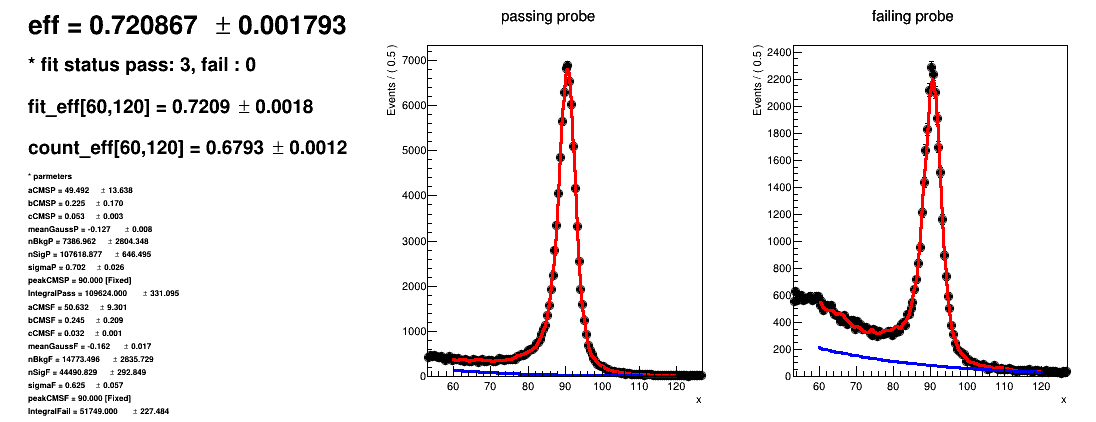 eff = 0.720867 ± 0.001793
* fit status pass: 3, fail : 0
fit_eff[60,120] = 0.7209 ± 0.0018
count_eff[60,120] = 0.6793 ± 0.0012
* parmeters
aCMSP = 49.492 ± 13.638
bCMSP = 0.225 ± 0.170
cCMSP = 0.053 ± 0.003
meanGaussP = -0.127 ± 0.008
nBkgP = 7386.962 ± 2804.348
nSigP = 107618.877 ± 646.495
sigmaP = 0.702 ± 0.026
peakCMSP = 90.000 [Fixed]
IntegralPass = 109624.000 ± 331.095
aCMSF = 50.632 ± 9.301
bCMSF = 0.245 ± 0.209
cCMSF = 0.032 ± 0.001
meanGaussF = -0.162 ± 0.017
nBkgF = 14773.496 ± 2835.729
nSigF = 44490.829 ± 292.849
sigmaF = 0.625 ± 0.057
peakCMSF = 90.000 [Fixed]
IntegralFail = 51749.000 ± 227.484
passing probe
Events / ( 0.5 )
7000
6000
5000
4000
3000
2000
1000
0
60 70 80 90 100 110 120
x
failing probe
Events / ( 0.5 )
2400
2200
2000
1800
1600
1400
1200
1000
800
600
400
200
0
60 70 80 90 100 110 120
x